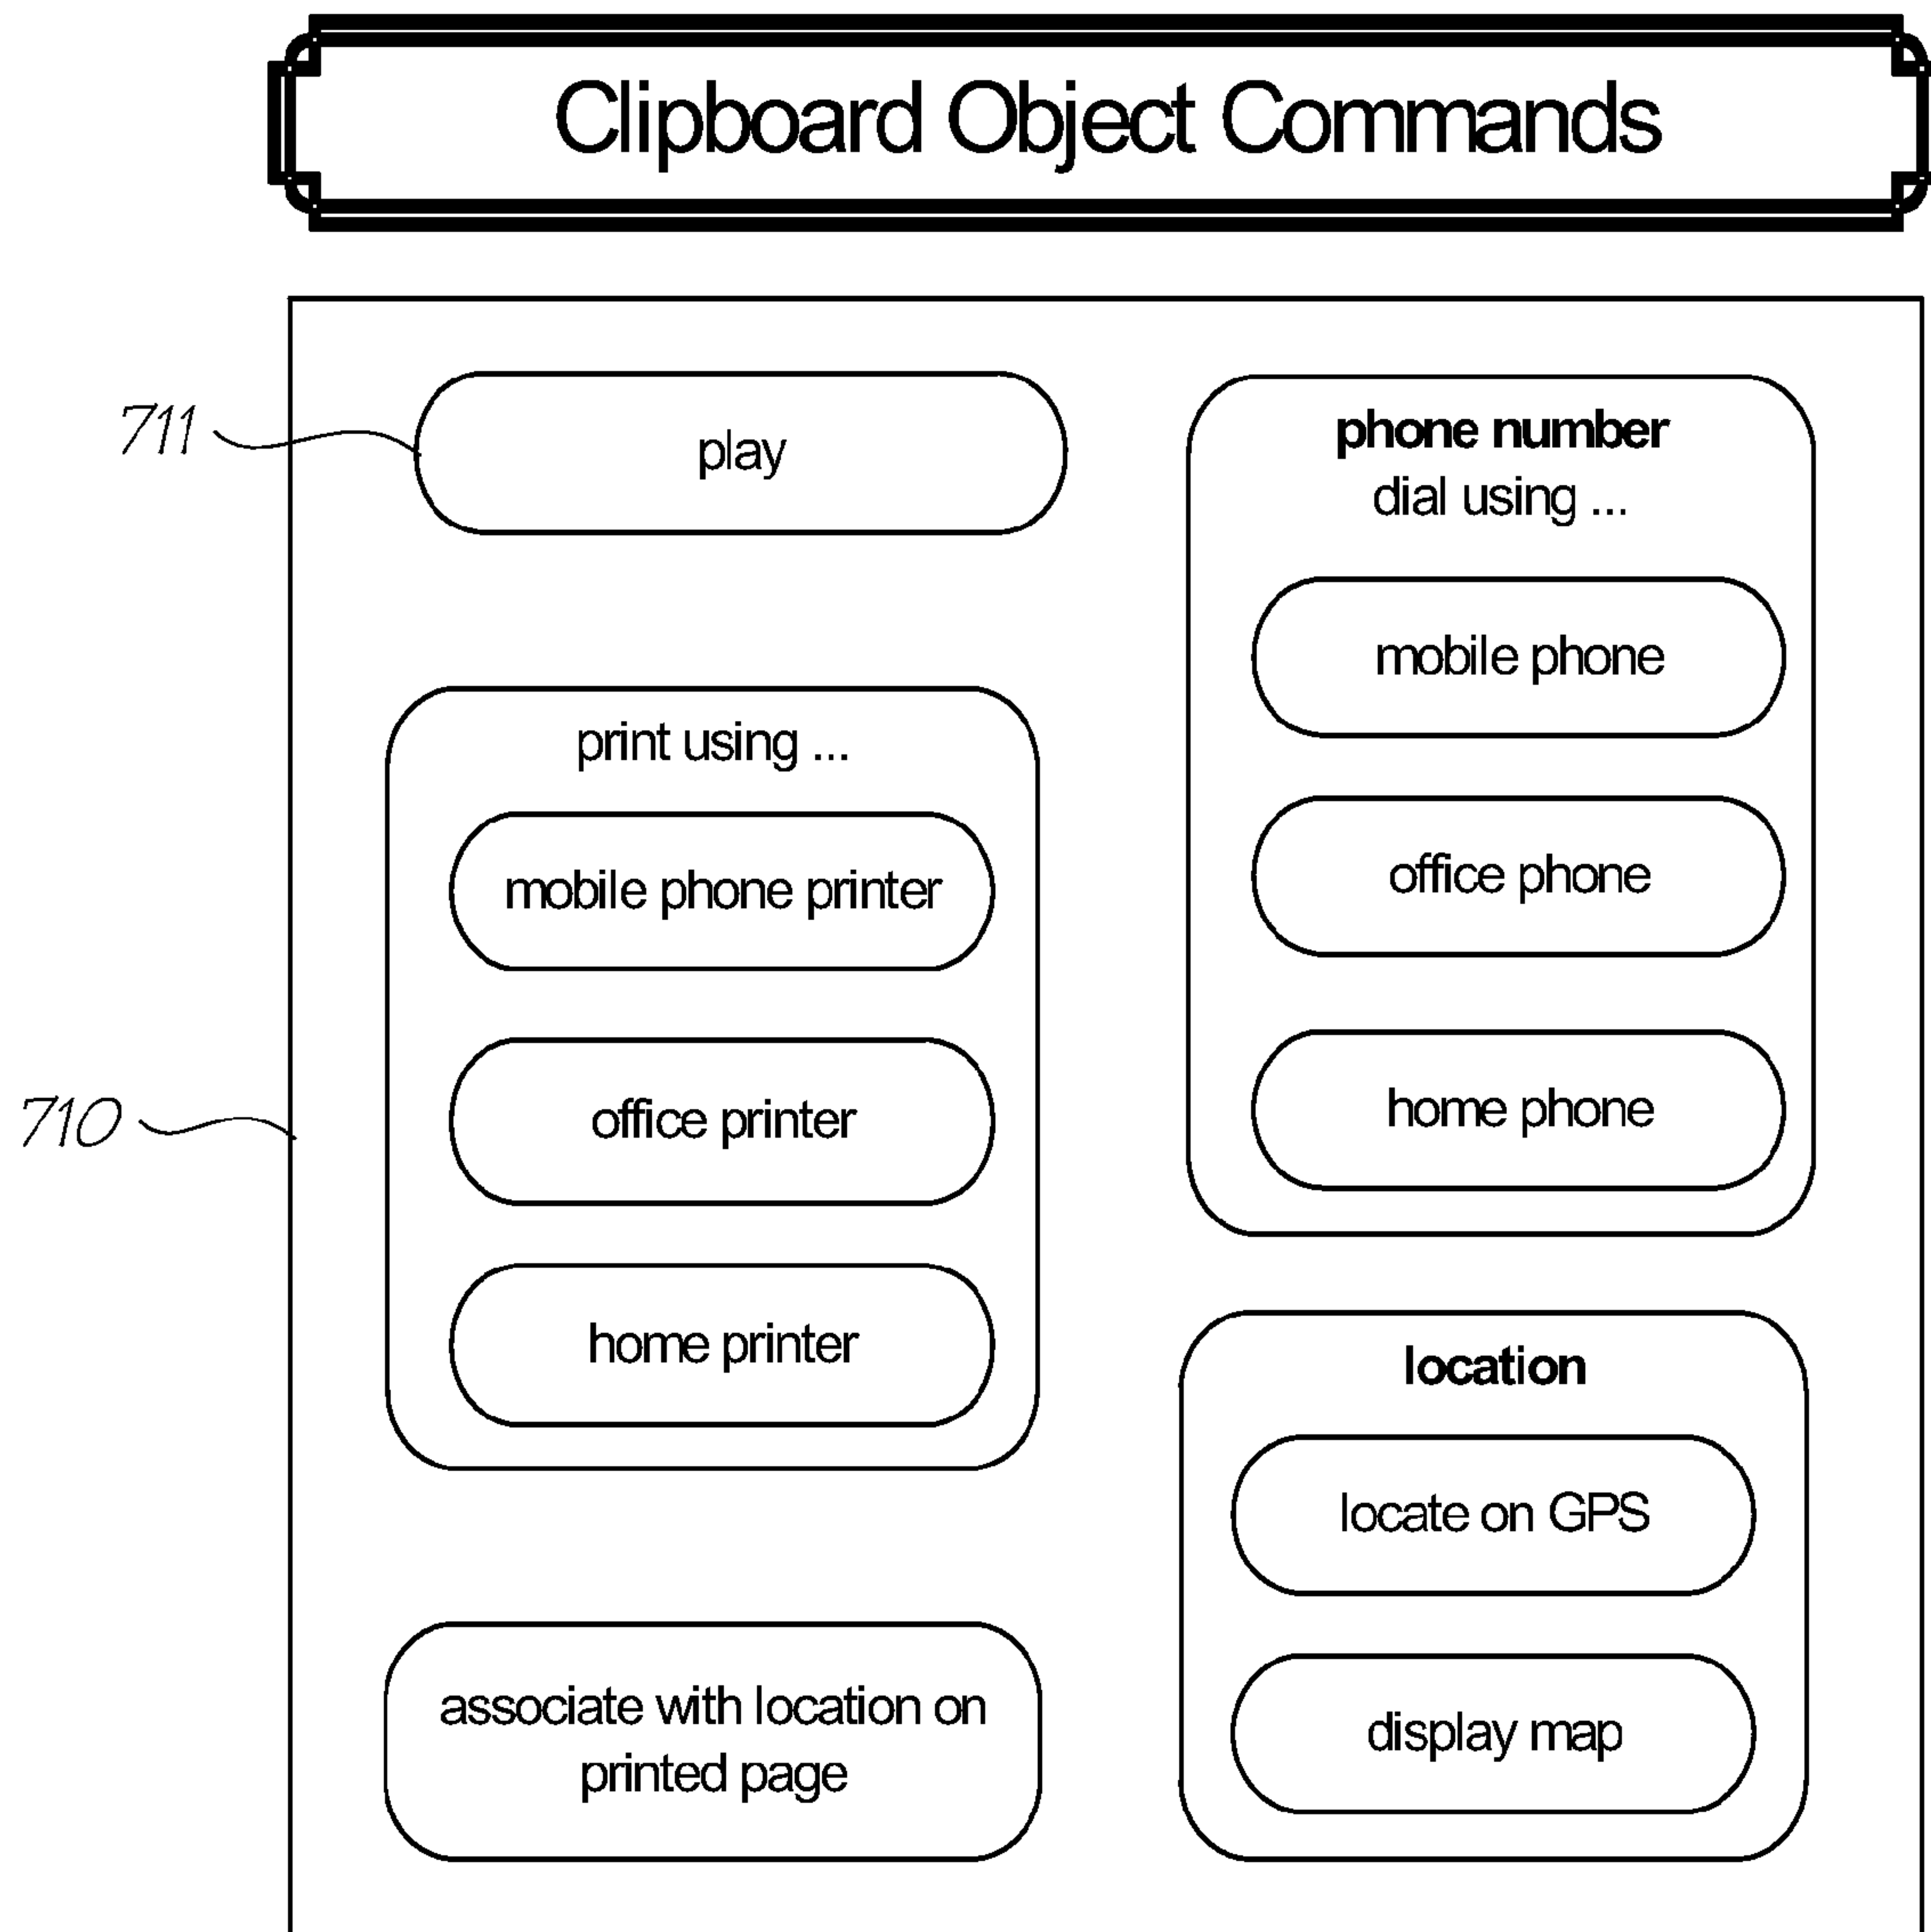 Clipboard Object Commands
711
play
print using ...
mobile phone printer
office printer
home printer
710
associate with location on
printed page
phone number
dial using ...
mobile phone
office phone
home phone
location
locate on GPS
display map